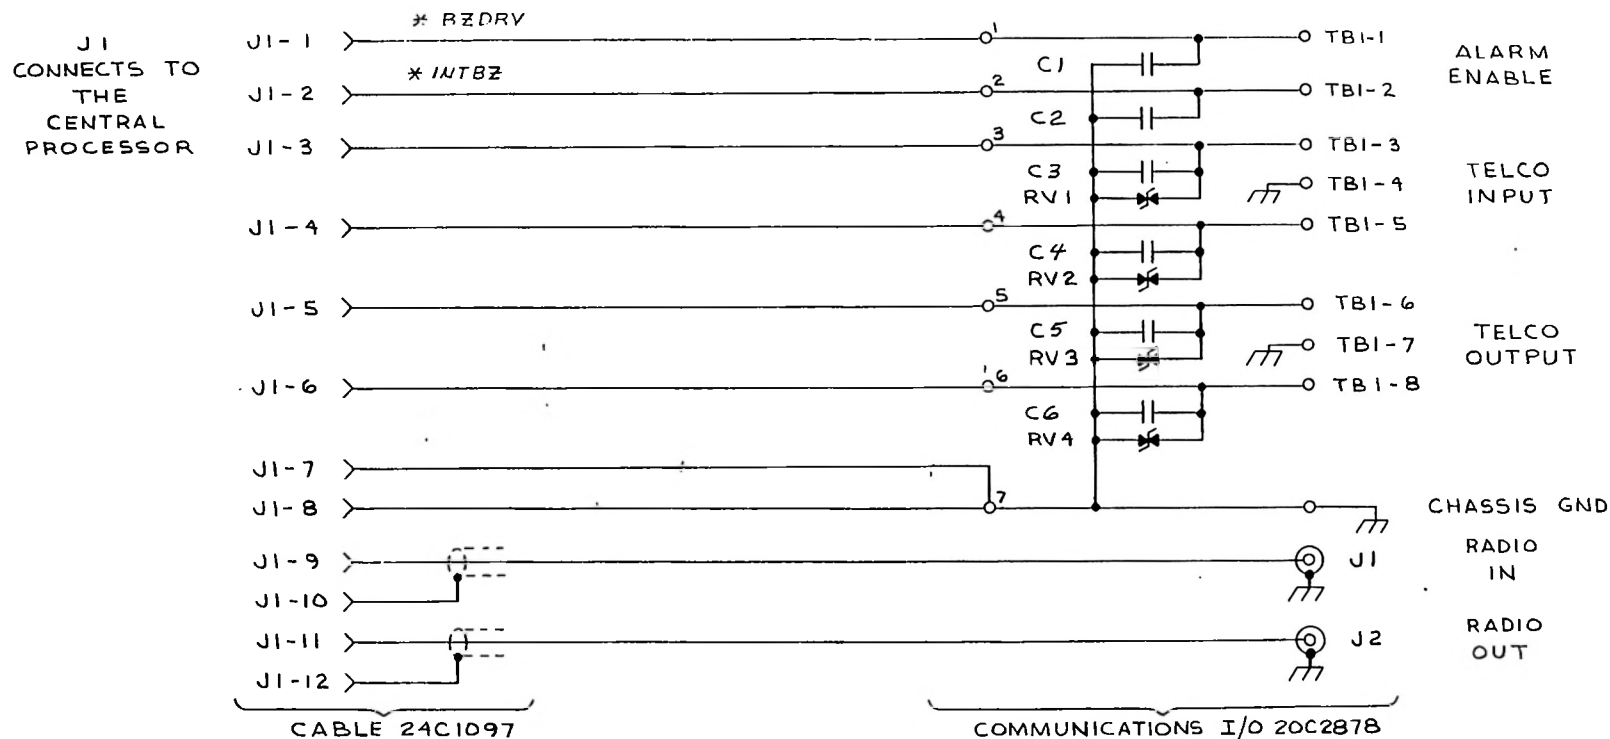 J1
CONNECTS TO
THE
CENTRAL
PROCESSOR
J1-1
* BZDRV
1
C1
TB1-1
ALARM
ENABLE
J1-2
* INTBZ
2
C2
TB1-2
J1-3
3
C3
RV1
TB1-3
TB1-4
TELCO
INPUT
J1-4
4
C4
RV2
TB1-5
J1-5
5
C5
RV3
TB1-6
TB1-7
TELCO
OUTPUT
J1-6
6
C6
RV4
TB1-8
J1-7
J1-8
7
CHASSIS GND
J1-9
J1
RADIO
IN
J1-10
J1-11
J2
RADIO
OUT
J1-12
CABLE 24C1097
COMMUNICATIONS I/O 20C2878